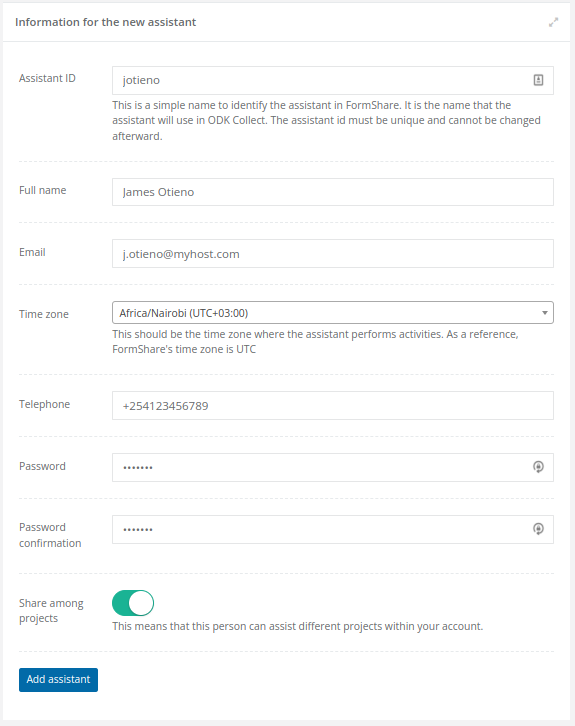 Information for the new assistant
Assistant ID
jotieno
This is a simple name to identify the assistant in FormShare. It is the name that the
assistant will use in ODK Collect. The assistant id must be unique and cannot be changed
afterward.
Full name
James Otieno
Email
j.otieno@myhost.com
Time zone
Africa/Nairobi (UTC+03:00)
This should be the time zone where the assistant performs activities. As a reference,
FormShare's time zone is UTC
Telephone
+254123456789
Password
•••••••
Password
confirmation
•••••••
Share among
projects
This means that this person can assist different projects within your account.
Add assistant